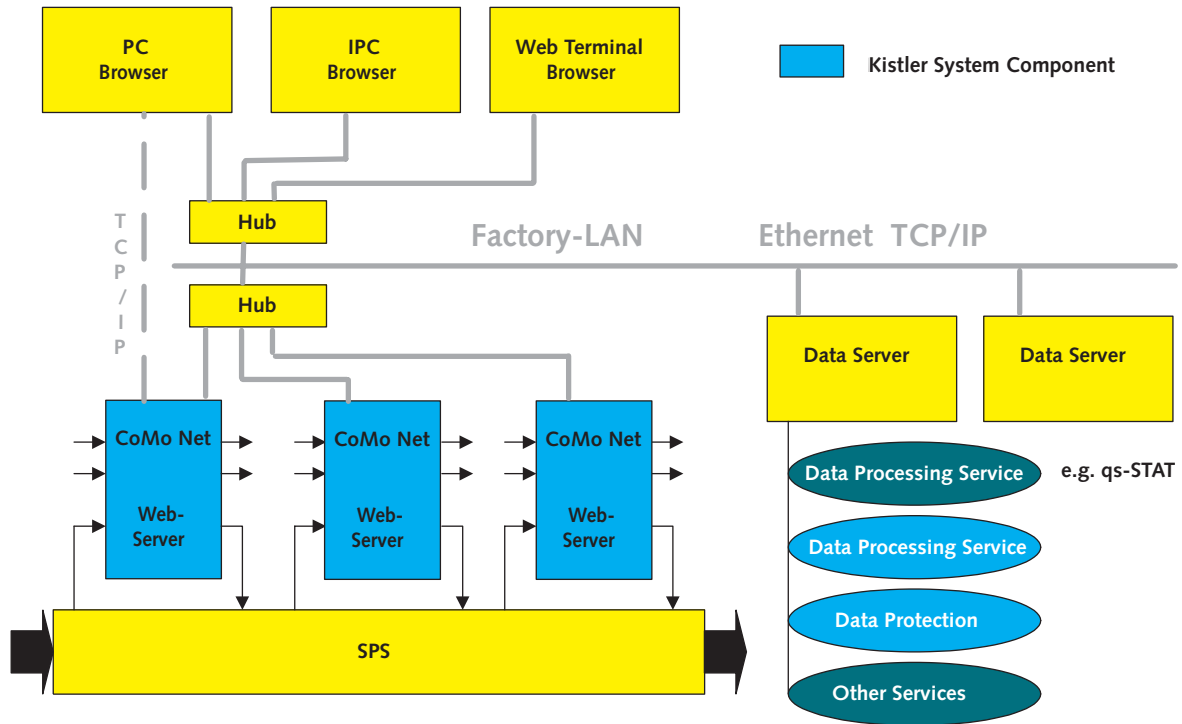 PC
Browser
IPC
Browser
Web Terminal
Browser
Kistler System Component
T
C
P
/
I
P
Hub
Factory-LAN
Ethernet TCP/IP
Hub
Data Server
Data Server
CoMo Net
Web-
Server
CoMo Net
Web-
Server
CoMo Net
Web-
Server
Data Processing Service
e.g. qs-STAT
Data Processing Service
Data Protection
Other Services
SPS